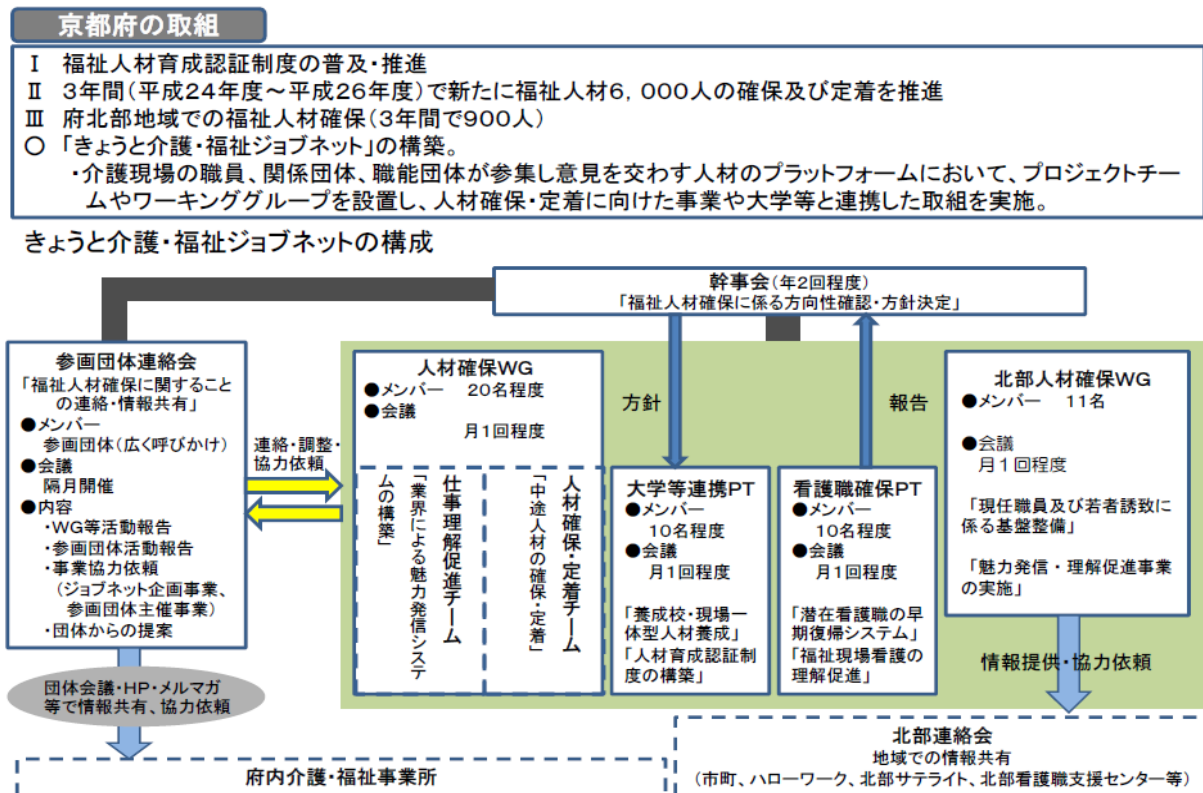 京都府の取組
Ⅰ 福祉人材育成認証制度の普及・推進
Ⅱ 3年間(平成24年度～平成26年度)で新たに福祉人材6，000人の確保及び定着を推進
Ⅲ 府北部地域での福祉人材確保(3年間で900人)
○ 「きょうと介護・福祉ジョブネット」の構築。
・介護現場の職員、関係団体、職能団体が参集し意見を交わす人材のプラットフォームにおいて、プロジェクトチー
ムやワーキンググループを設置し、人材確保・定着に向けた事業や大学等と連携した取組を実施。
きょうと介護・福祉ジョブネットの構成
幹事会(年2回程度)
「福祉人材確保に係る方向性確認・方針決定」
参画団体連絡会
「福祉人材確保に関すること
の連絡・情報共有」
●メンバー
参画団体(広く呼びかけ)
●会議
隔月開催
●内容
・WG等活動報告
・参画団体活動報告
・事業協力依頼
(ジョブネット企画事業、
参画団体主催事業)
・団体からの提案
連絡・調整・
協力依頼
人材確保WG
●メンバー 20名程度
●会議
月1回程度
仕事理解促進チーム
「業界による魅力発信システ
ムの構築」
人材確保・定着チーム
「中途人材の確保・定着」
方針
大学等連携PT
●メンバー
10名程度
●会議
月1回程度
「養成校・現場一
体型人材養成」
「人材育成認証制
度の構築」
報告
看護職確保PT
●メンバー
10名程度
●会議
月1回程度
「潜在看護職の早
期復帰システム」
「福祉現場看護の
理解促進」
北部人材確保WG
●メンバー 11名
●会議
月１回程度
「現任職員及び若者誘致に
係る基盤整備」
「魅力発信・理解促進事業
の実施」
団体会議・HP・メルマガ
等で情報共有、協力依頼
情報提供・協力依頼
府内介護・福祉事業所
北部連絡会
地域での情報共有
(市町、ハローワーク、北部サテライト、北部看護職支援センター等)